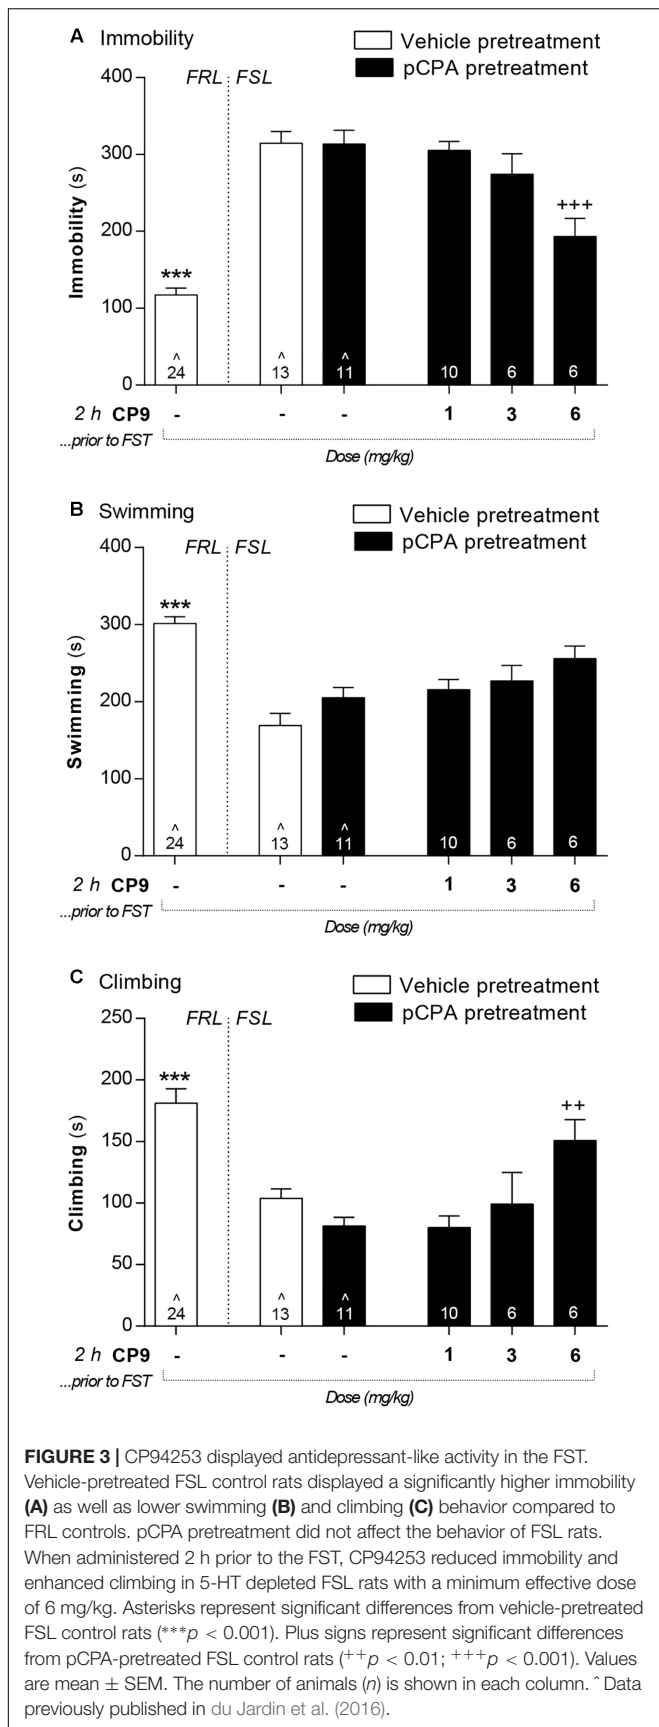 A Immobility
Vehicle pretreatment
pCPA pretreatment
400
300
200
100
0
Immobility (s)
FRL FSL
***
+++
^ ^ ^
24 13 11 10 6 6
2 h CP9 - - - 1 3 6
...prior to FST
Dose (mg/kg)
B Swimming
Vehicle pretreatment
pCPA pretreatment
400
300
200
100
0
Swimming (s)
FRL FSL
***
^ ^ ^
24 13 11 10 6 6
2 h CP9 - - - 1 3 6
...prior to FST
Dose (mg/kg)
C Climbing
Vehicle pretreatment
pCPA pretreatment
250
200
150
100
50
0
Climbing (s)
FRL FSL
***
++
^ ^ ^
24 13 11 10 6 6
2 h CP9 - - - 1 3 6
...prior to FST
Dose (mg/kg)
FIGURE 3 | CP94253 displayed antidepressant-like activity in the FST.
Vehicle-pretreated FSL control rats displayed a significantly higher immobility
(A) as well as lower swimming (B) and climbing (C) behavior compared to
FRL controls. pCPA pretreatment did not affect the behavior of FSL rats.
When administered 2 h prior to the FST, CP94253 reduced immobility and
enhanced climbing in 5-HT depleted FSL rats with a minimum effective dose
of 6 mg/kg. Asterisks represent significant differences from vehicle-pretreated
FSL control rats (***p < 0.001). Plus signs represent significant differences
from pCPA-pretreated FSL control rats (++p < 0.01; +++p < 0.001). Values
are mean ± SEM. The number of animals (n) is shown in each column. ^Data
previously published in du Jardin et al. (2016).